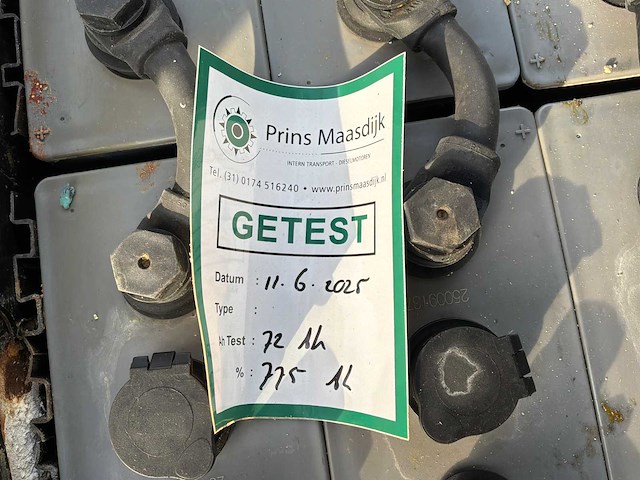 Prins Maasdijk
INTERN TRANSPORT - DIESELMOTOREN
Tel. (31) 0174 516240 • www.prinsmaasdijk.nl
GETEST
Datum : 11.6.2025
Type :
Ah Test : 72 Ah
% : 775 Ah